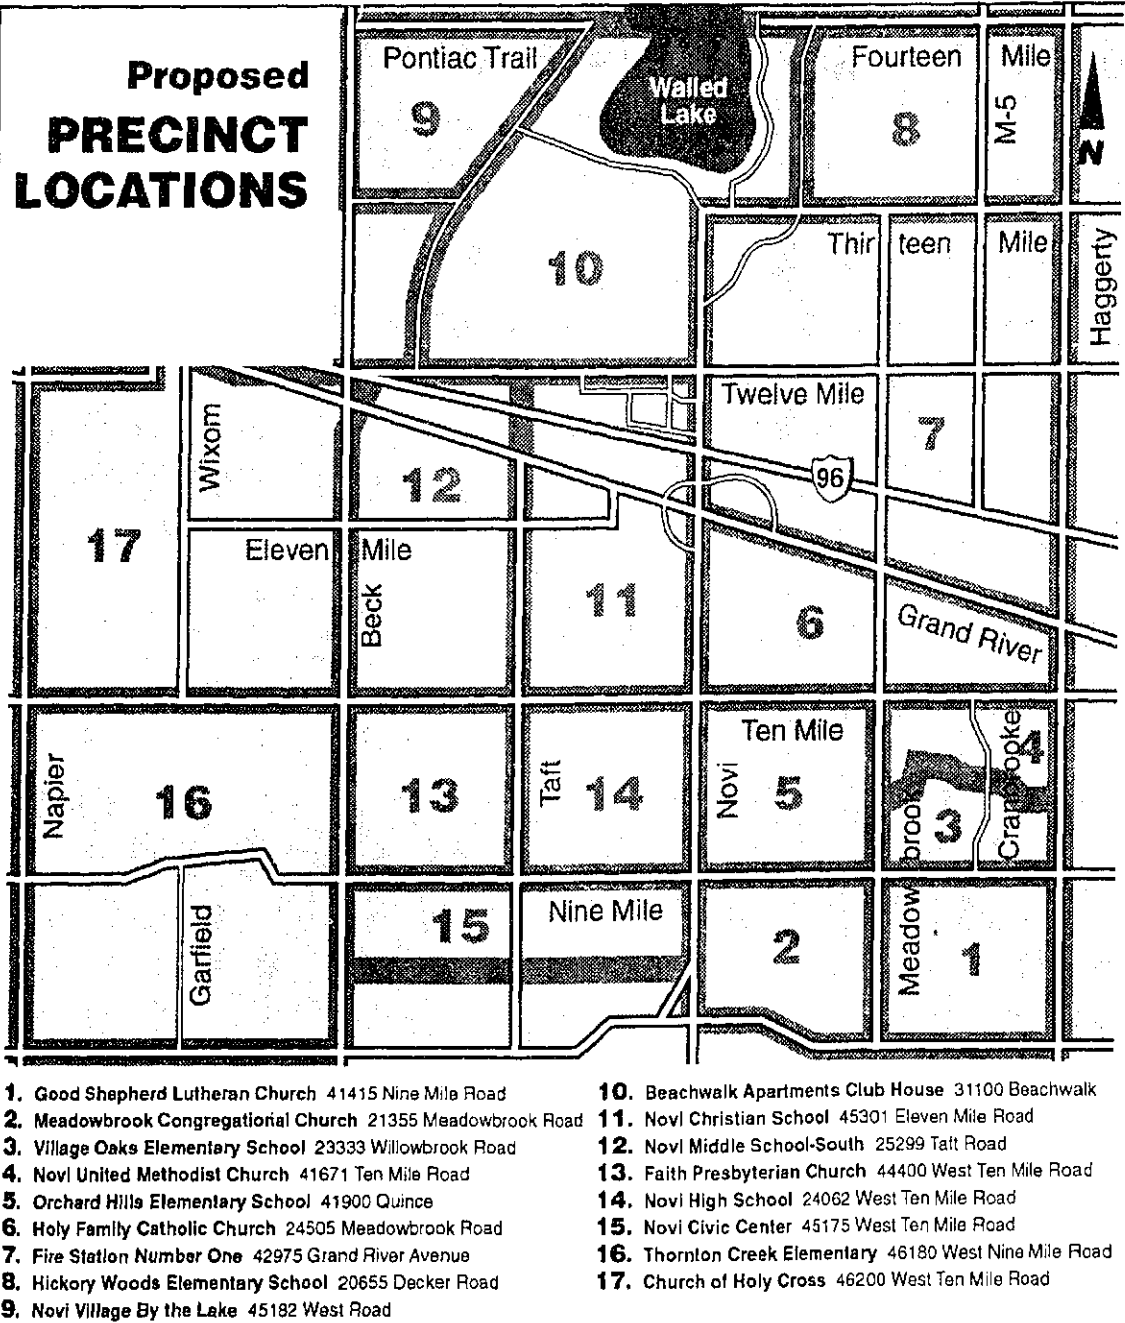 Proposed
PRECINCT
LOCATIONS
Pontiac Trail
Fourteen Mile
Walled
Lake
9
8
M-5
N
Thirteen Mile
10
Haggerty
Twelve Mile
Wixom
7
12
96
17
Eleven Mile
Beck
11
6
Grand River
Ten Mile
Napier
16
13
Taft
14
Novi
5
Meadowbrook
3
Cranbrooke
4
Nine Mile
15
Garfield
2
1
1. Good Shepherd Lutheran Church 41415 Nine Mile Road
2. Meadowbrook Congregational Church 21355 Meadowbrook Road
3. Village Oaks Elementary School 23333 Willowbrook Road
4. Novi United Methodist Church 41671 Ten Mile Road
5. Orchard Hills Elementary School 41900 Quince
6. Holy Family Catholic Church 24505 Meadowbrook Road
7. Fire Station Number One 42975 Grand River Avenue
8. Hickory Woods Elementary School 20655 Decker Road
9. Novi Village By the Lake 45182 West Road
10. Beachwalk Apartments Club House 31100 Beachwalk
11. Novi Christian School 45301 Eleven Mile Road
12. Novi Middle School-South 25299 Taft Road
13. Faith Presbyterian Church 44400 West Ten Mile Road
14. Novi High School 24062 West Ten Mile Road
15. Novi Civic Center 45175 West Ten Mile Road
16. Thornton Creek Elementary 46180 West Nine Mile Road
17. Church of Holy Cross 46200 West Ten Mile Road